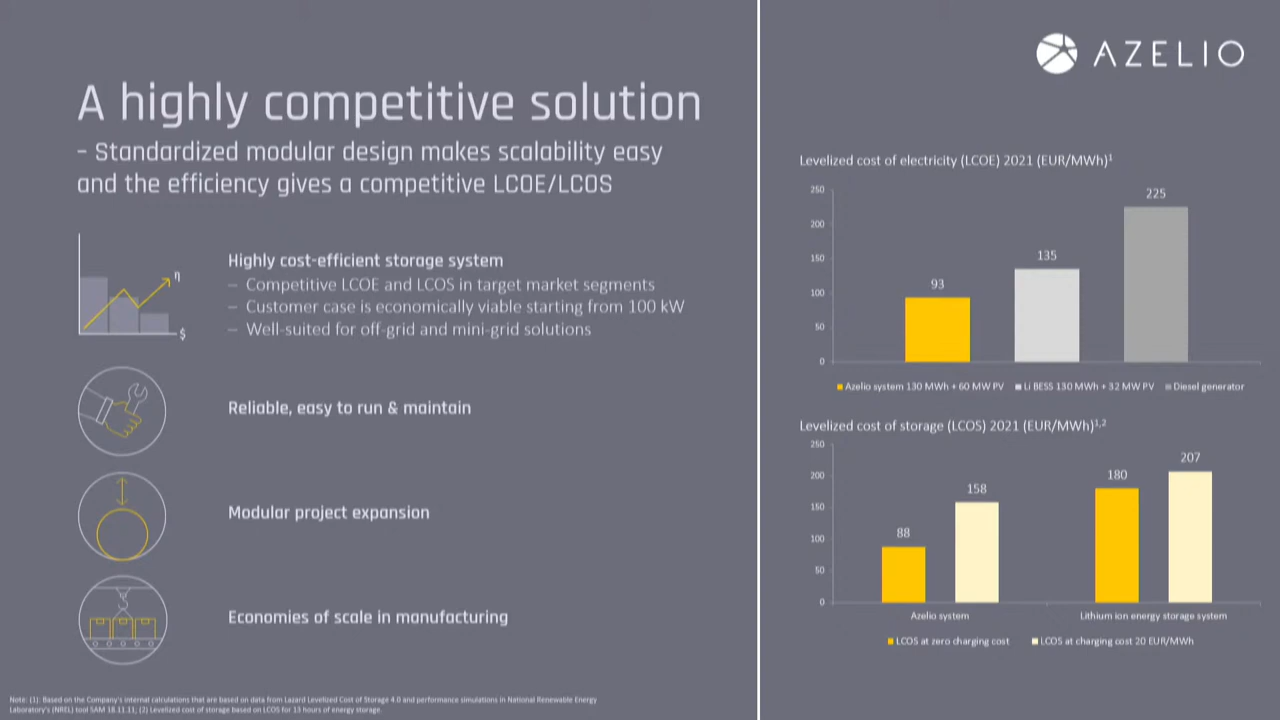 AZELIO
A highly competitive solution
– Standardized modular design makes scalability easy
and the efficiency gives a competitive LCOE/LCOS
η
$
Highly cost-efficient storage system
– Competitive LCOE and LCOS in target market segments
– Customer case is economically viable starting from 100 kW
– Well-suited for off-grid and mini-grid solutions
Reliable, easy to run & maintain
Modular project expansion
Economies of scale in manufacturing
Note: (1): Based on the Company's internal calculations that are based on data from Lazard Levelized Cost of Storage 4.0 and performance simulations in National Renewable Energy
Laboratory's (NREL) tool SAM 18.11.11; (2) Levelized cost of storage based on LCOS for 13 hours of energy storage.
Levelized cost of electricity (LCOE) 2021 (EUR/MWh)¹
250
200
150
100
50
0
93
135
225
Azelio system 130 MWh + 60 MW PV
Li BESS 130 MWh + 32 MW PV
Diesel generator
Levelized cost of storage (LCOS) 2021 (EUR/MWh)¹,²
250
200
150
100
50
0
88
158
180
207
Azelio system
Lithium ion energy storage system
LCOS at zero charging cost
LCOS at charging cost 20 EUR/MWh